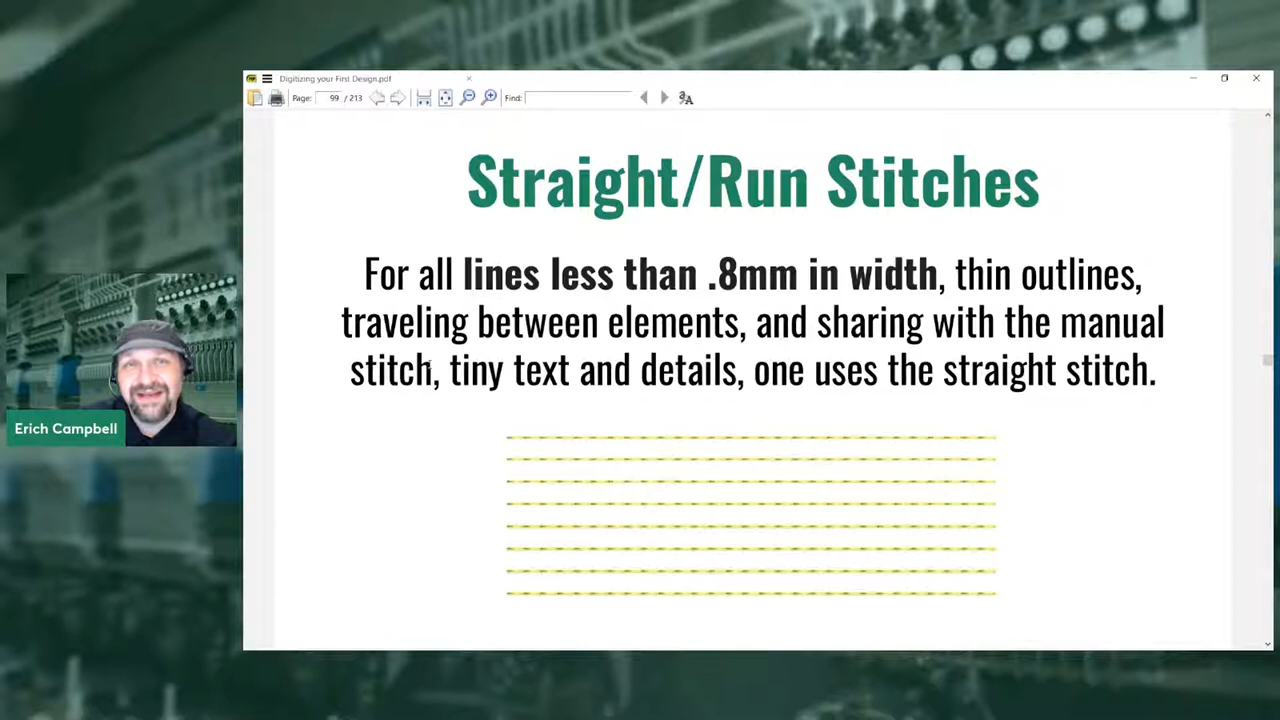 Digitizing your First Design.pdf
Page: 99 / 213 Find:
Straight/Run Stitches
For all lines less than .8mm in width, thin outlines,
traveling between elements, and sharing with the manual
stitch, tiny text and details, one uses the straight stitch.
Erich Campbell